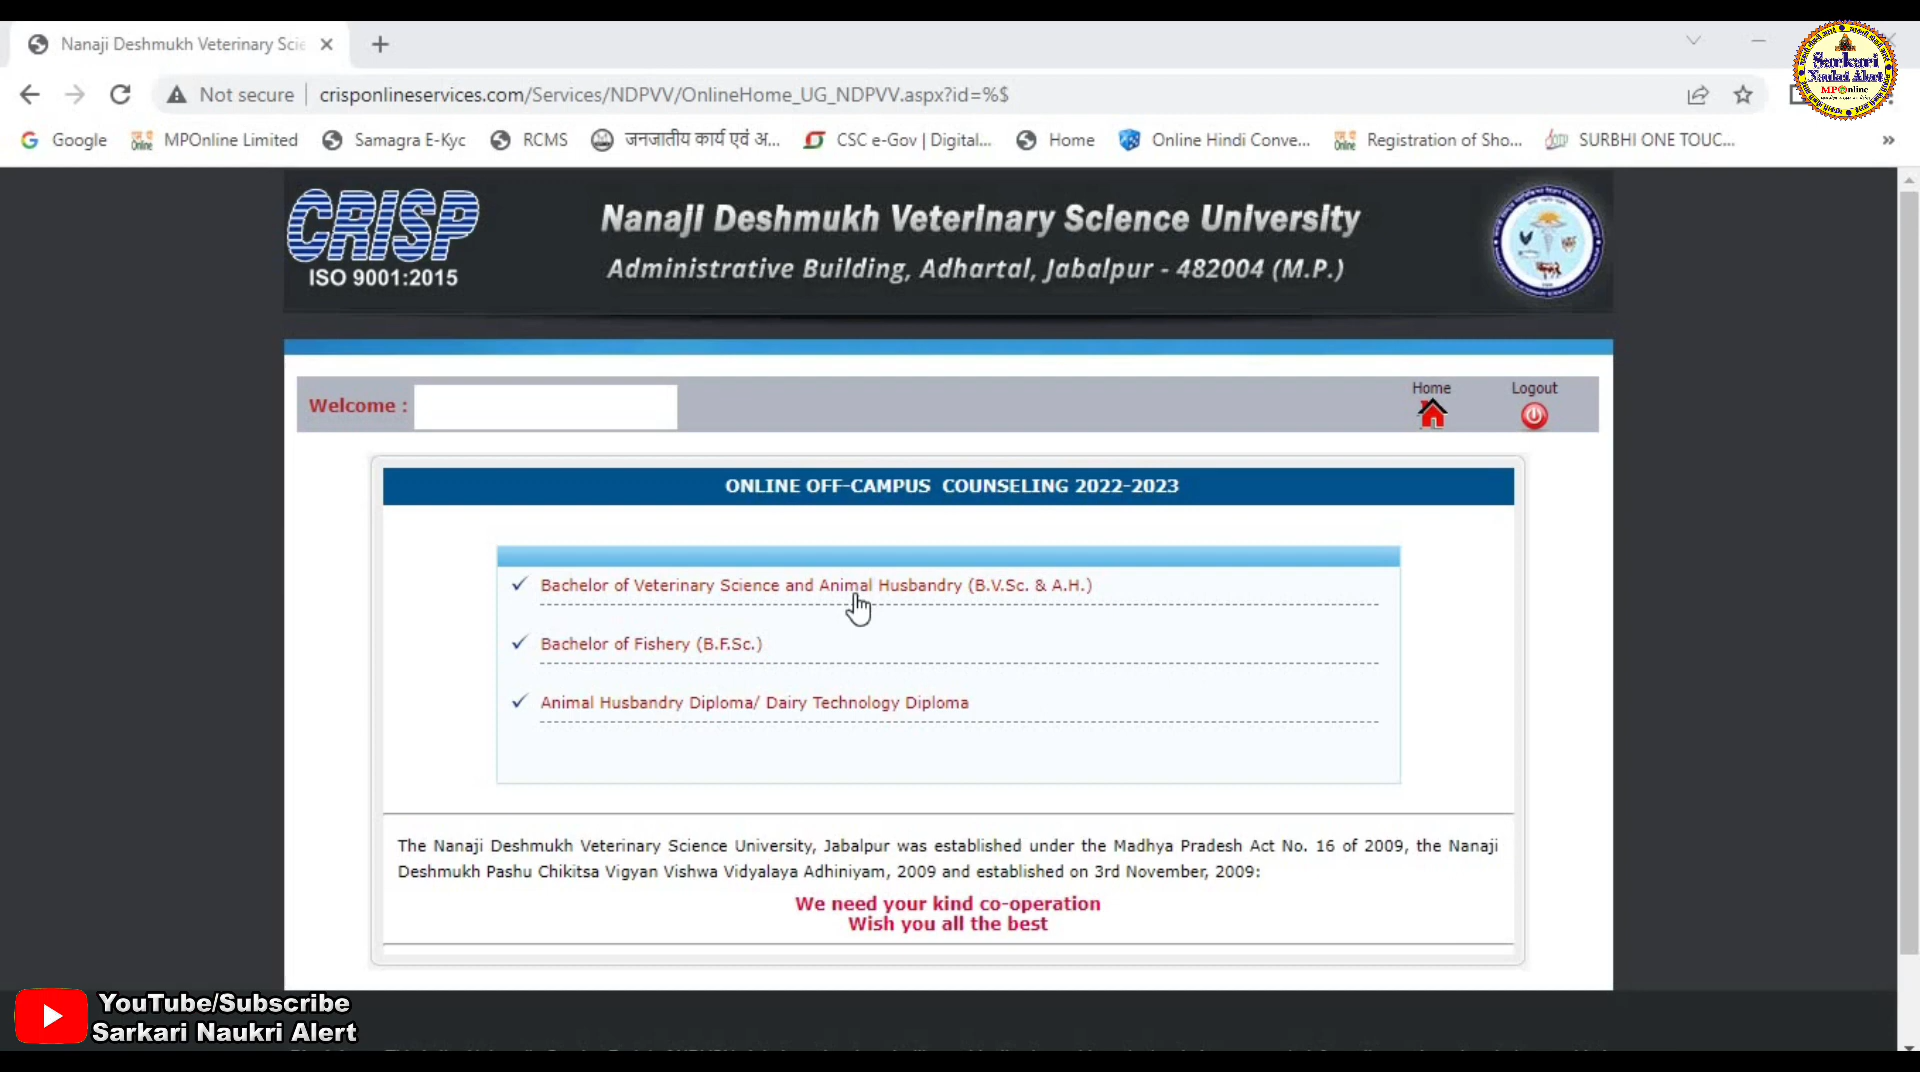 Nanaji Deshmukh Veterinary Scie
Not secure
crisponlineservices.com/Services/NDPVV/OnlineHome_UG_NDPVV.aspx?id=%$
Google
MPOnline Limited
Samagra E-Kyc
RCMS
जनजातीय कार्य एवं अ...
CSC e-Gov | Digital...
Home
Online Hindi Conve...
Registration of Sho...
SURBHI ONE TOUC...
Sarkari
Naukri Alert
MPOnline
CRISP
ISO 9001:2015
Nanaji Deshmukh Veterinary Science University
Administrative Building, Adhartal, Jabalpur - 482004 (M.P.)
Welcome :
Home
Logout
ONLINE OFF-CAMPUS COUNSELING 2022-2023
Bachelor of Veterinary Science and Animal Husbandry (B.V.Sc. & A.H.)
Bachelor of Fishery (B.F.Sc.)
Animal Husbandry Diploma/ Dairy Technology Diploma
The Nanaji Deshmukh Veterinary Science University, Jabalpur was established under the Madhya Pradesh Act No. 16 of 2009, the Nanaji
Deshmukh Pashu Chikitsa Vigyan Vishwa Vidyalaya Adhiniyam, 2009 and established on 3rd November, 2009:
We need your kind co-operation
Wish you all the best
YouTube/Subscribe
Sarkari Naukri Alert